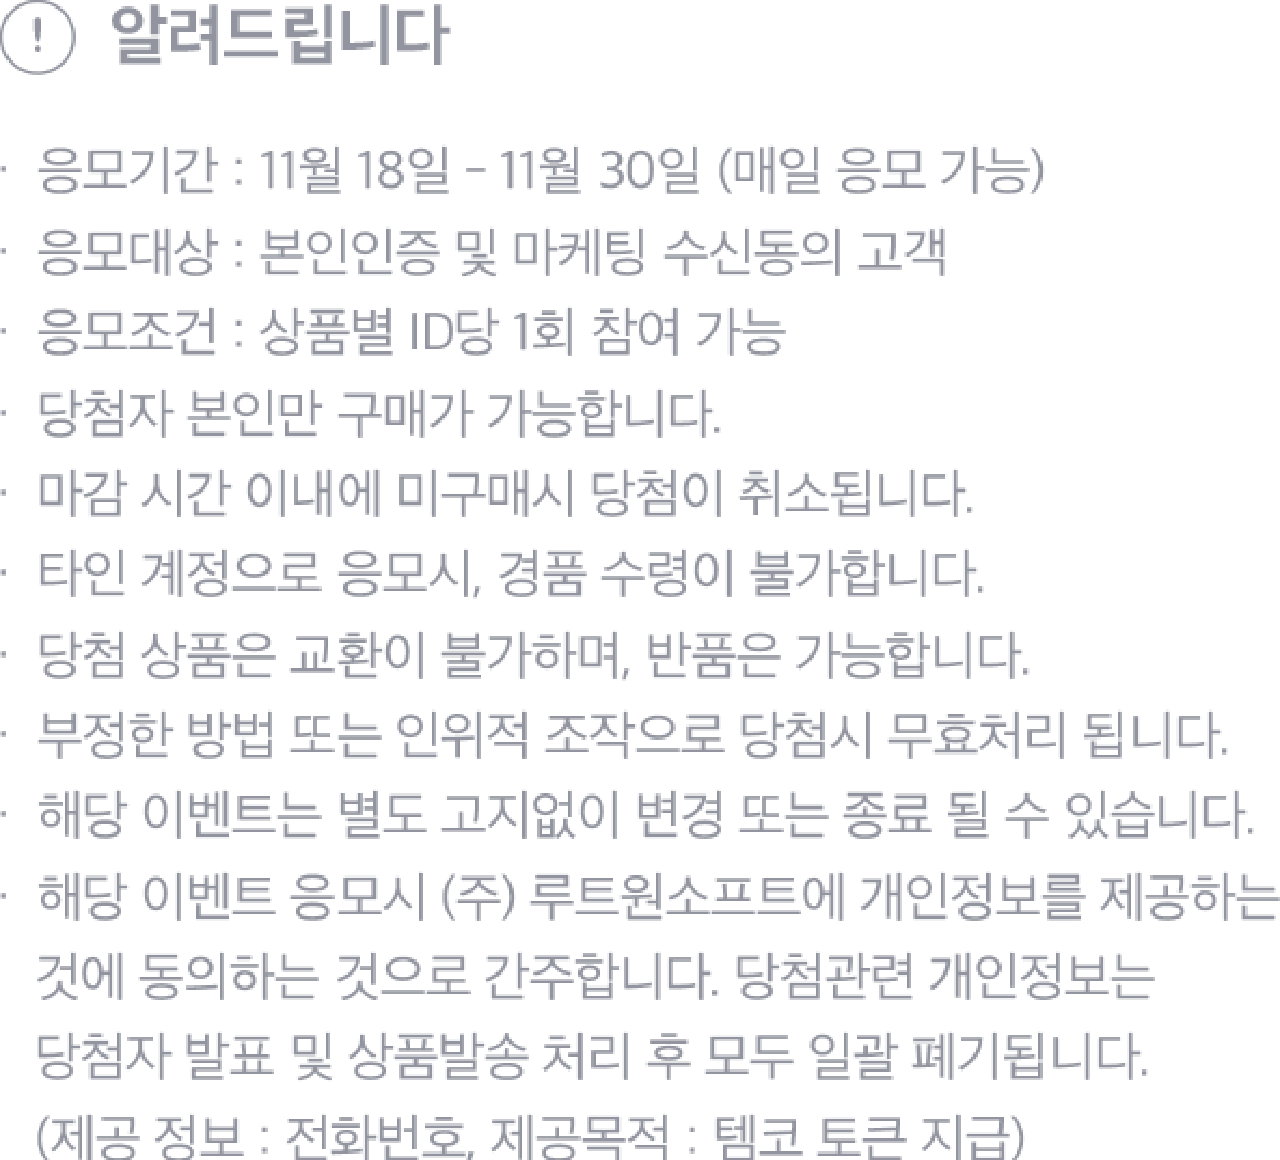 ! 알려드립니다
· 응모기간 : 11월 18일 - 11월 30일 (매일 응모 가능)
· 응모대상 : 본인인증 및 마케팅 수신동의 고객
· 응모조건 : 상품별 ID당 1회 참여 가능
· 당첨자 본인만 구매가 가능합니다.
· 마감 시간 이내에 미구매시 당첨이 취소됩니다.
· 타인 계정으로 응모시, 경품 수령이 불가합니다.
· 당첨 상품은 교환이 불가하며, 반품은 가능합니다.
· 부정한 방법 또는 인위적 조작으로 당첨시 무효처리 됩니다.
· 해당 이벤트는 별도 고지없이 변경 또는 종료 될 수 있습니다.
· 해당 이벤트 응모시 (주) 루트원소프트에 개인정보를 제공하는
것에 동의하는 것으로 간주합니다. 당첨관련 개인정보는
당첨자 발표 및 상품발송 처리 후 모두 일괄 폐기됩니다.
(제공 정보 : 전화번호, 제공목적 : 템코 토큰 지급)